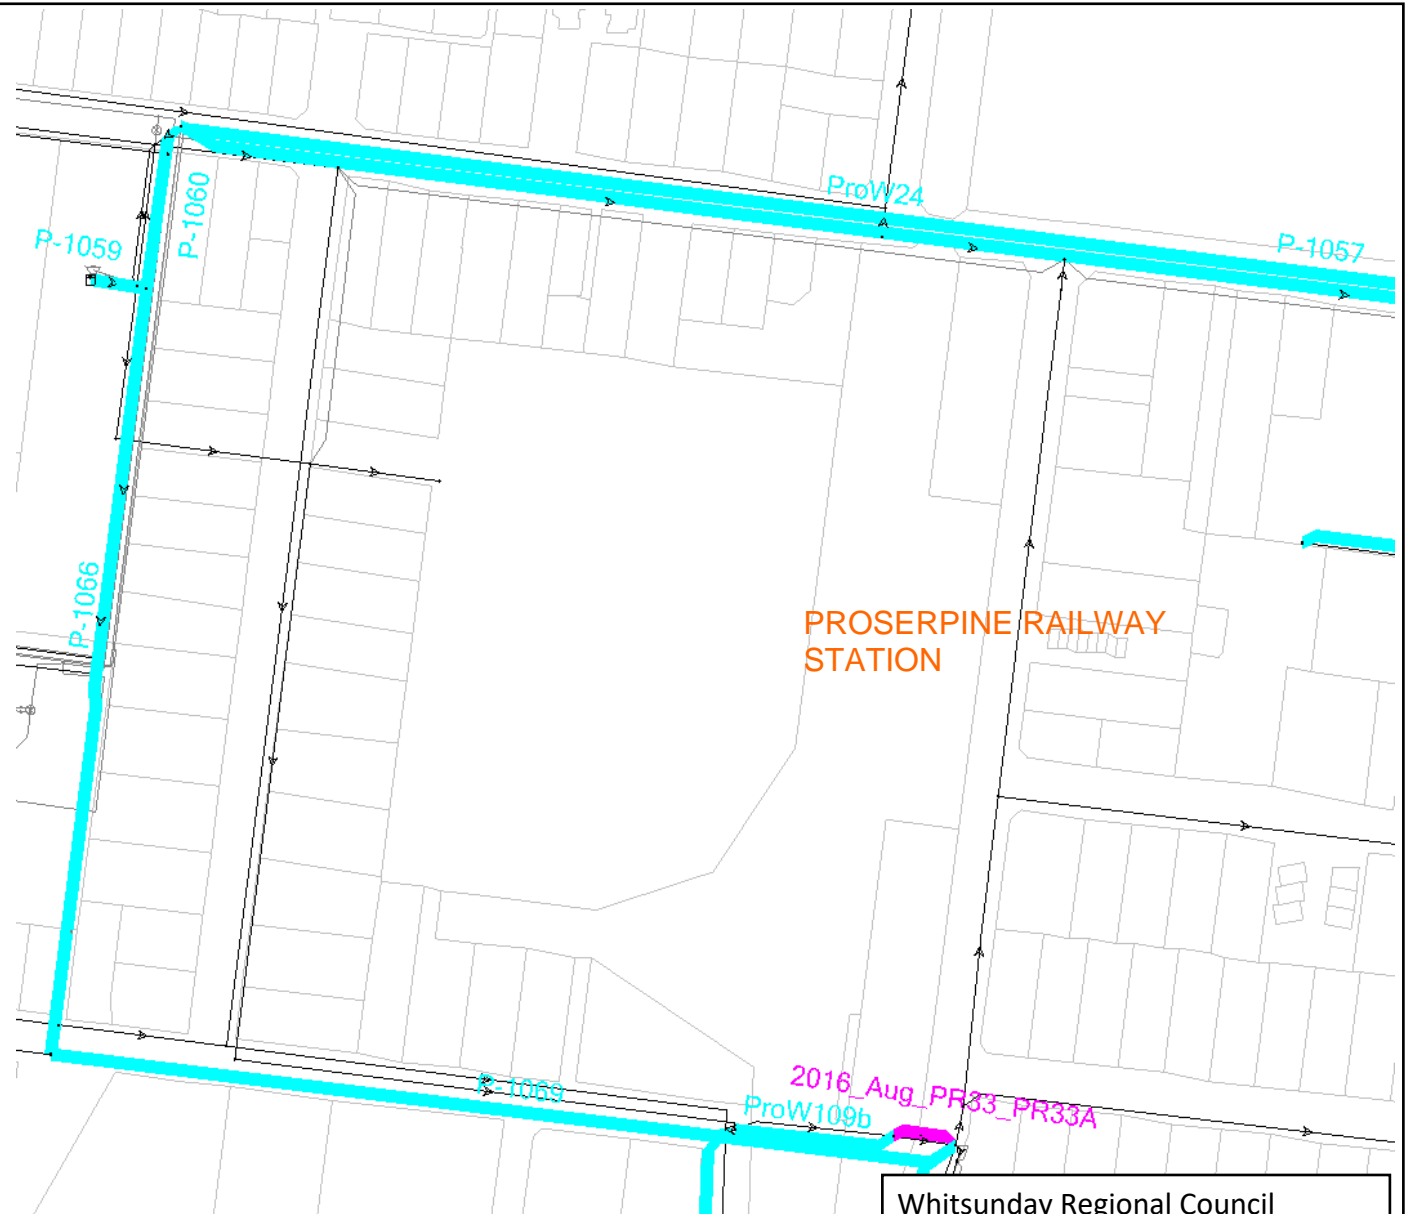 ProW24
P-1060
P-1059
P-1057
P-1066
PROSERPINE RAILWAY
STATION
P-1069
2016_Aug_PR33_PR33A
ProW109b
Whitsunday Regional Council